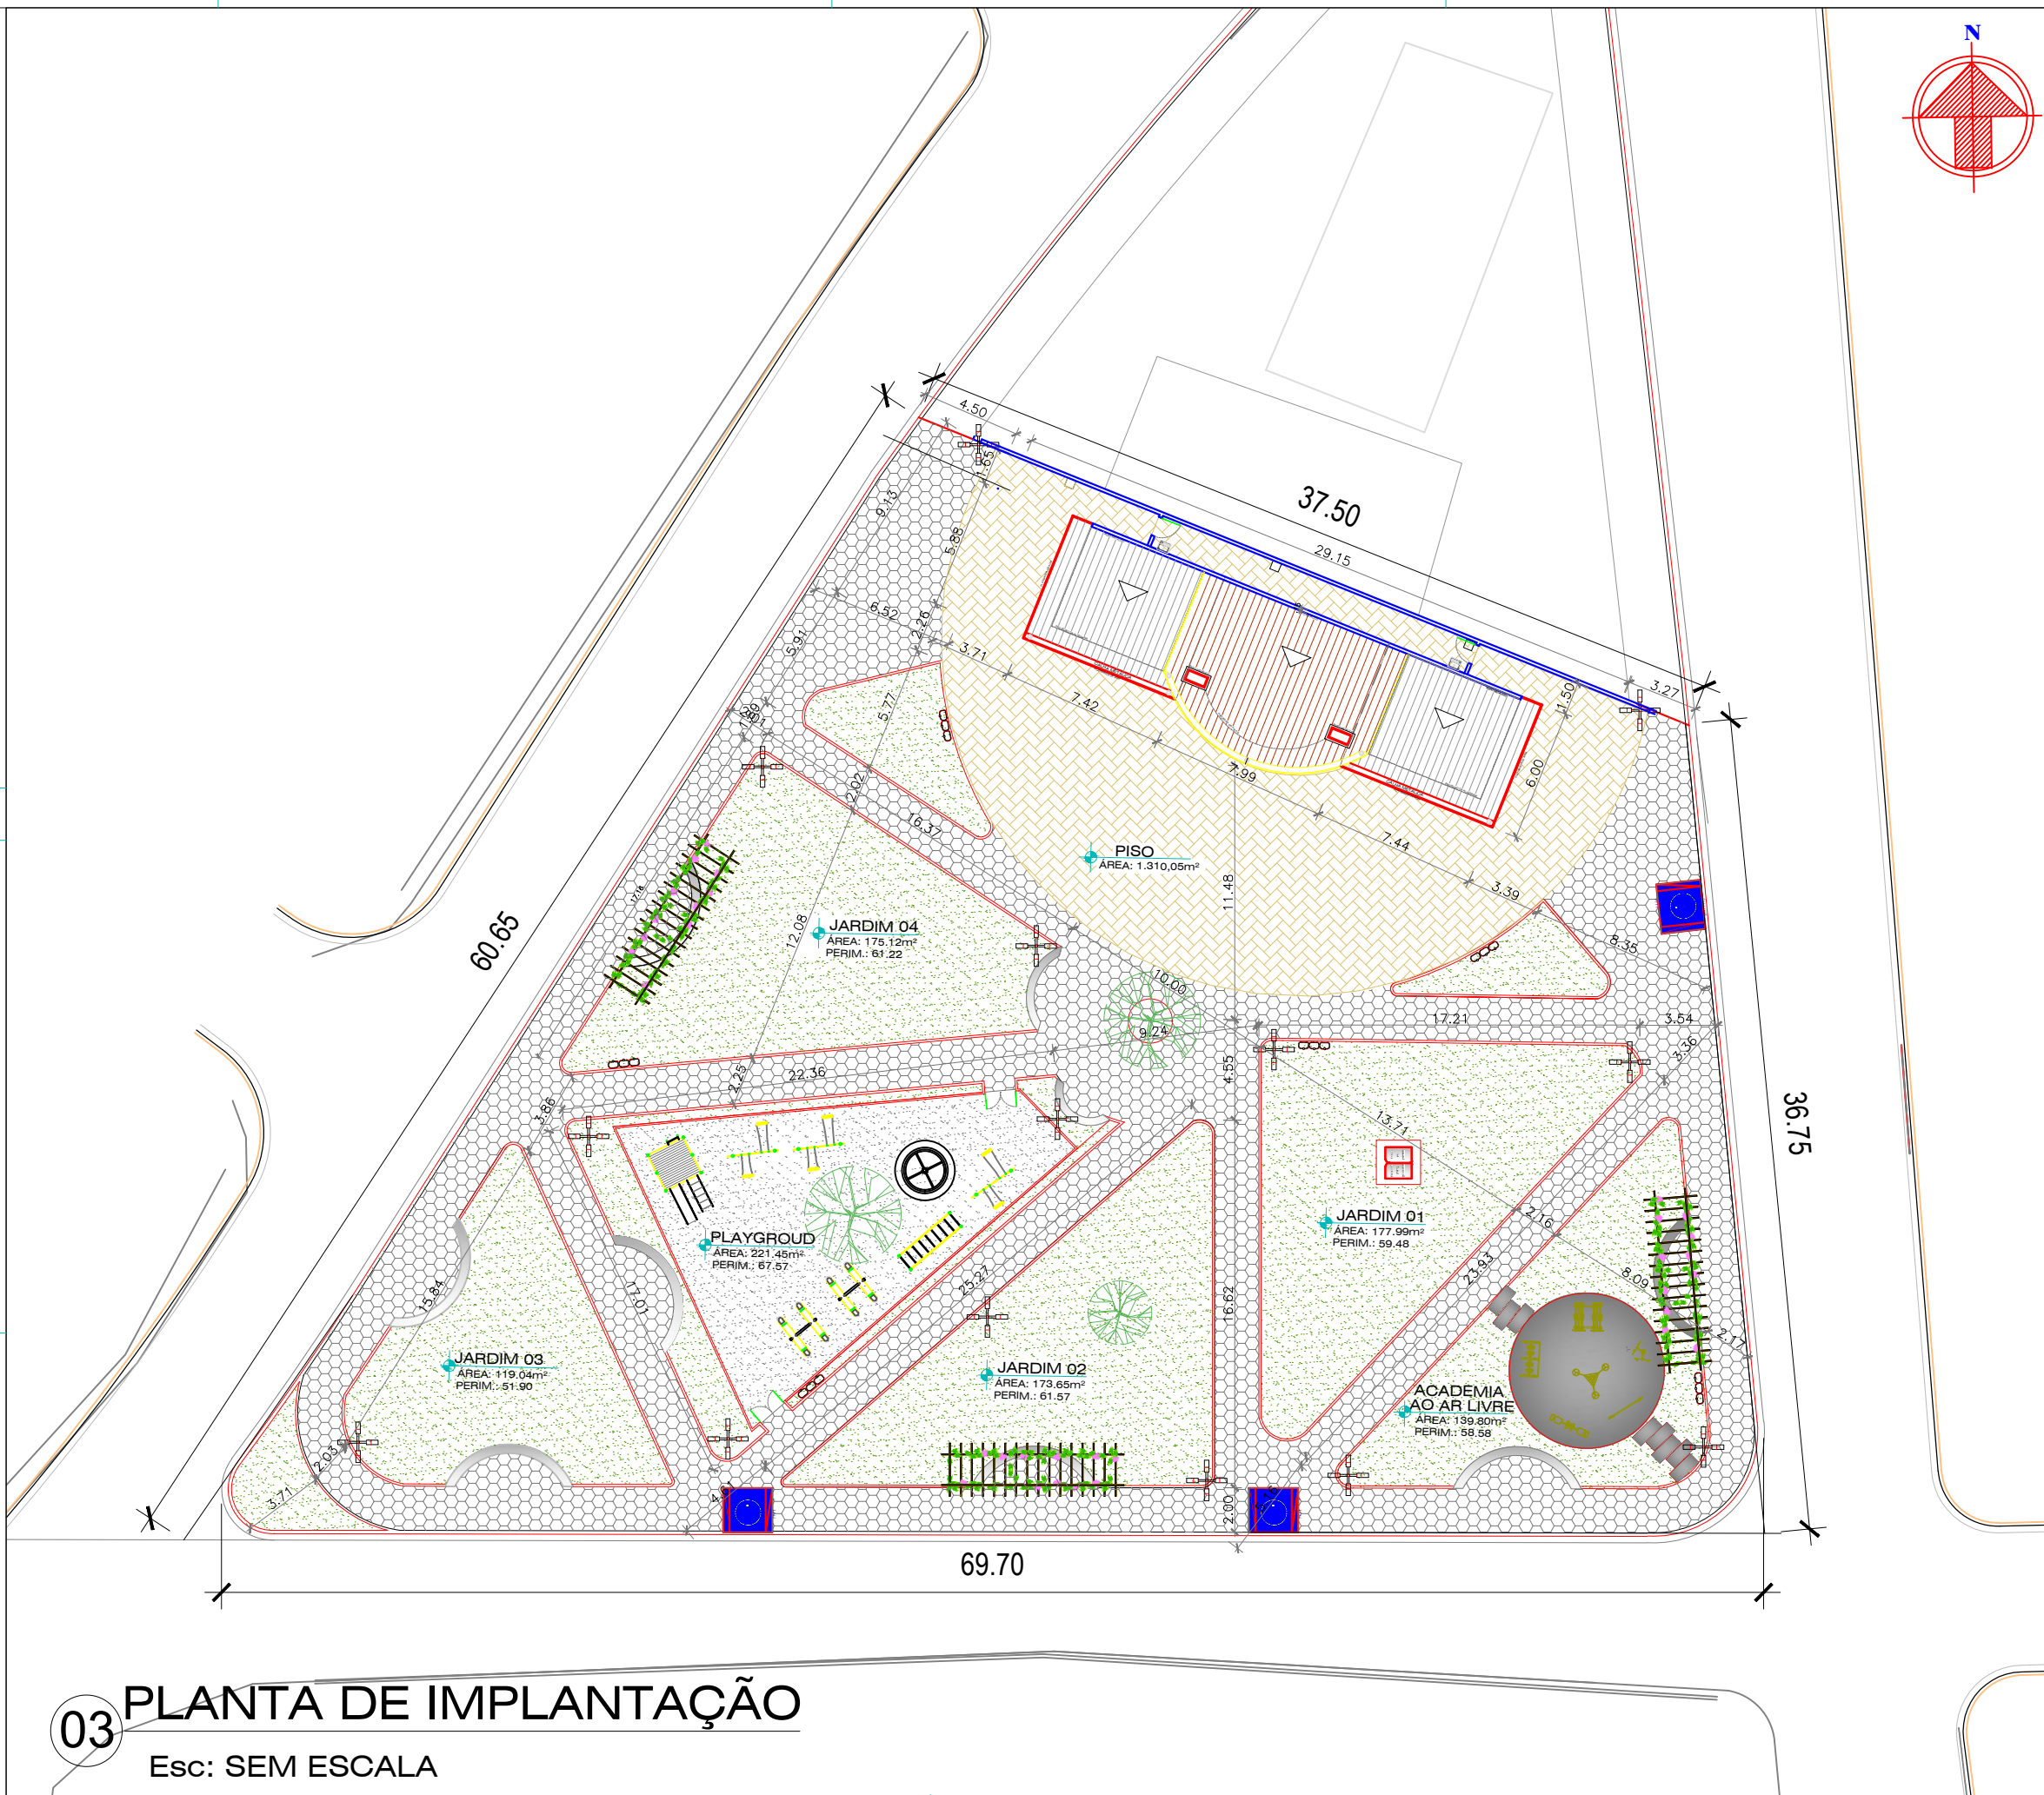 N
4.50
37.50
1.65
29.15
9.13
5.88
6.52
2.26
5.91
3.71
7.42
1.50
3.27
5.77
7.99
6.00
2.02
16.37
7.44
PISO
ÁREA: 1.310,05m²
11.48
3.39
17.16
60.65
12.08
JARDIM 04
ÁREA: 175.12m²
PERIM.: 61.22
8.35
10.00
9.24
17.21
3.54
3.36
2.25
22.36
4.55
3.86
13.71
36.75
PLAYGROUD
ÁREA: 221.45m²
PERIM.: 67.57
JARDIM 01
ÁREA: 177.99m²
PERIM.: 59.48
2.16
15.84
17.01
25.27
16.62
23.93
8.09
2.17
JARDIM 03
ÁREA: 119.04m²
PERIM.: 51.90
JARDIM 02
ÁREA: 173.65m²
PERIM.: 61.57
ACADEMIA
AO AR LIVRE
ÁREA: 139.80m²
PERIM.: 58.58
2.03
3.71
2.00
69.70
03
PLANTA DE IMPLANTAÇÃO
Esc: SEM ESCALA